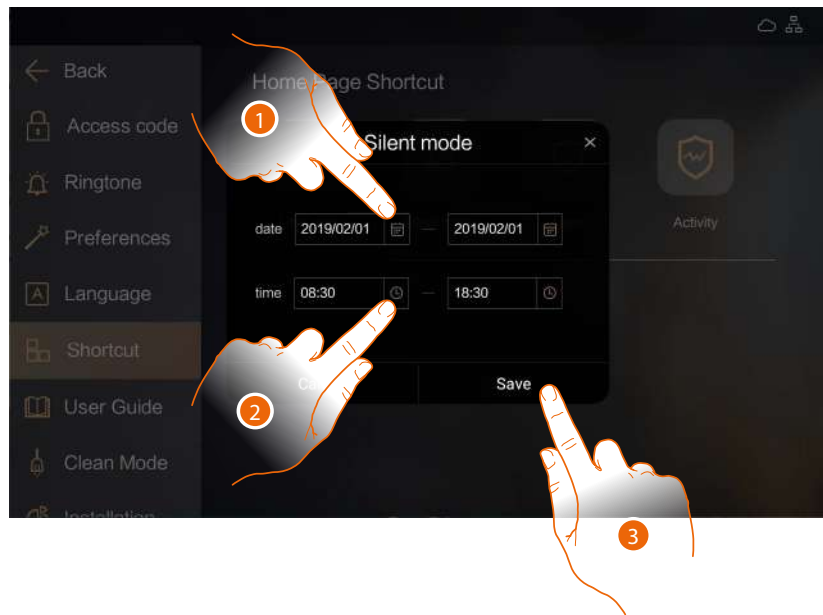 Back
Home Page Shortcut
Access code
1
Silent mode
×
Ringtone
Activity
date 2019/02/01 — 2019/02/01
Preferences
time 08:30 — 18:30
Language
Shortcut
Save
User Guide
2
Clean Mode
3